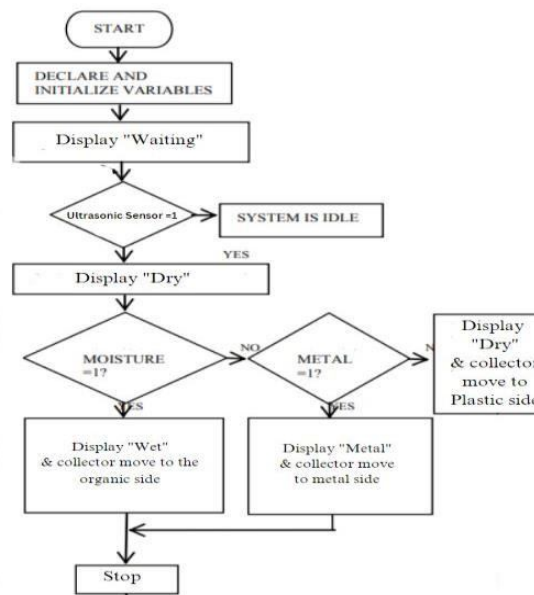 START
DECLARE AND
INITIALIZE VARIABLES
Display "Waiting"
Ultrasonic Sensor =1
SYSTEM IS IDLE
YES
Display "Dry"
MOISTURE
=1?
NO
METAL
=1?
N
Display
"Dry"
& collector
move to
Plastic side
YES
YES
Display "Wet"
& collector move to the
organic side
Display "Metal"
& collector move
to metal side
Stop